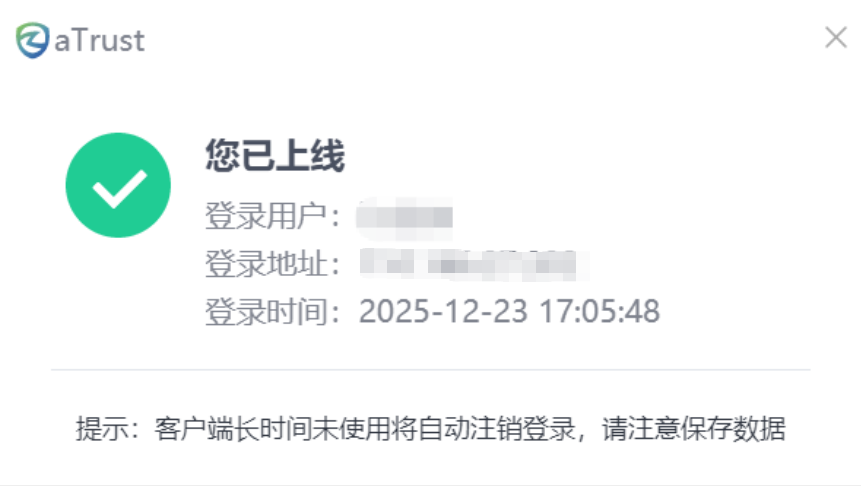 aTrust
您已上线
登录用户：
登录地址：
登录时间：2025-12-23 17:05:48
提示：客户端长时间未使用将自动注销登录，请注意保存数据